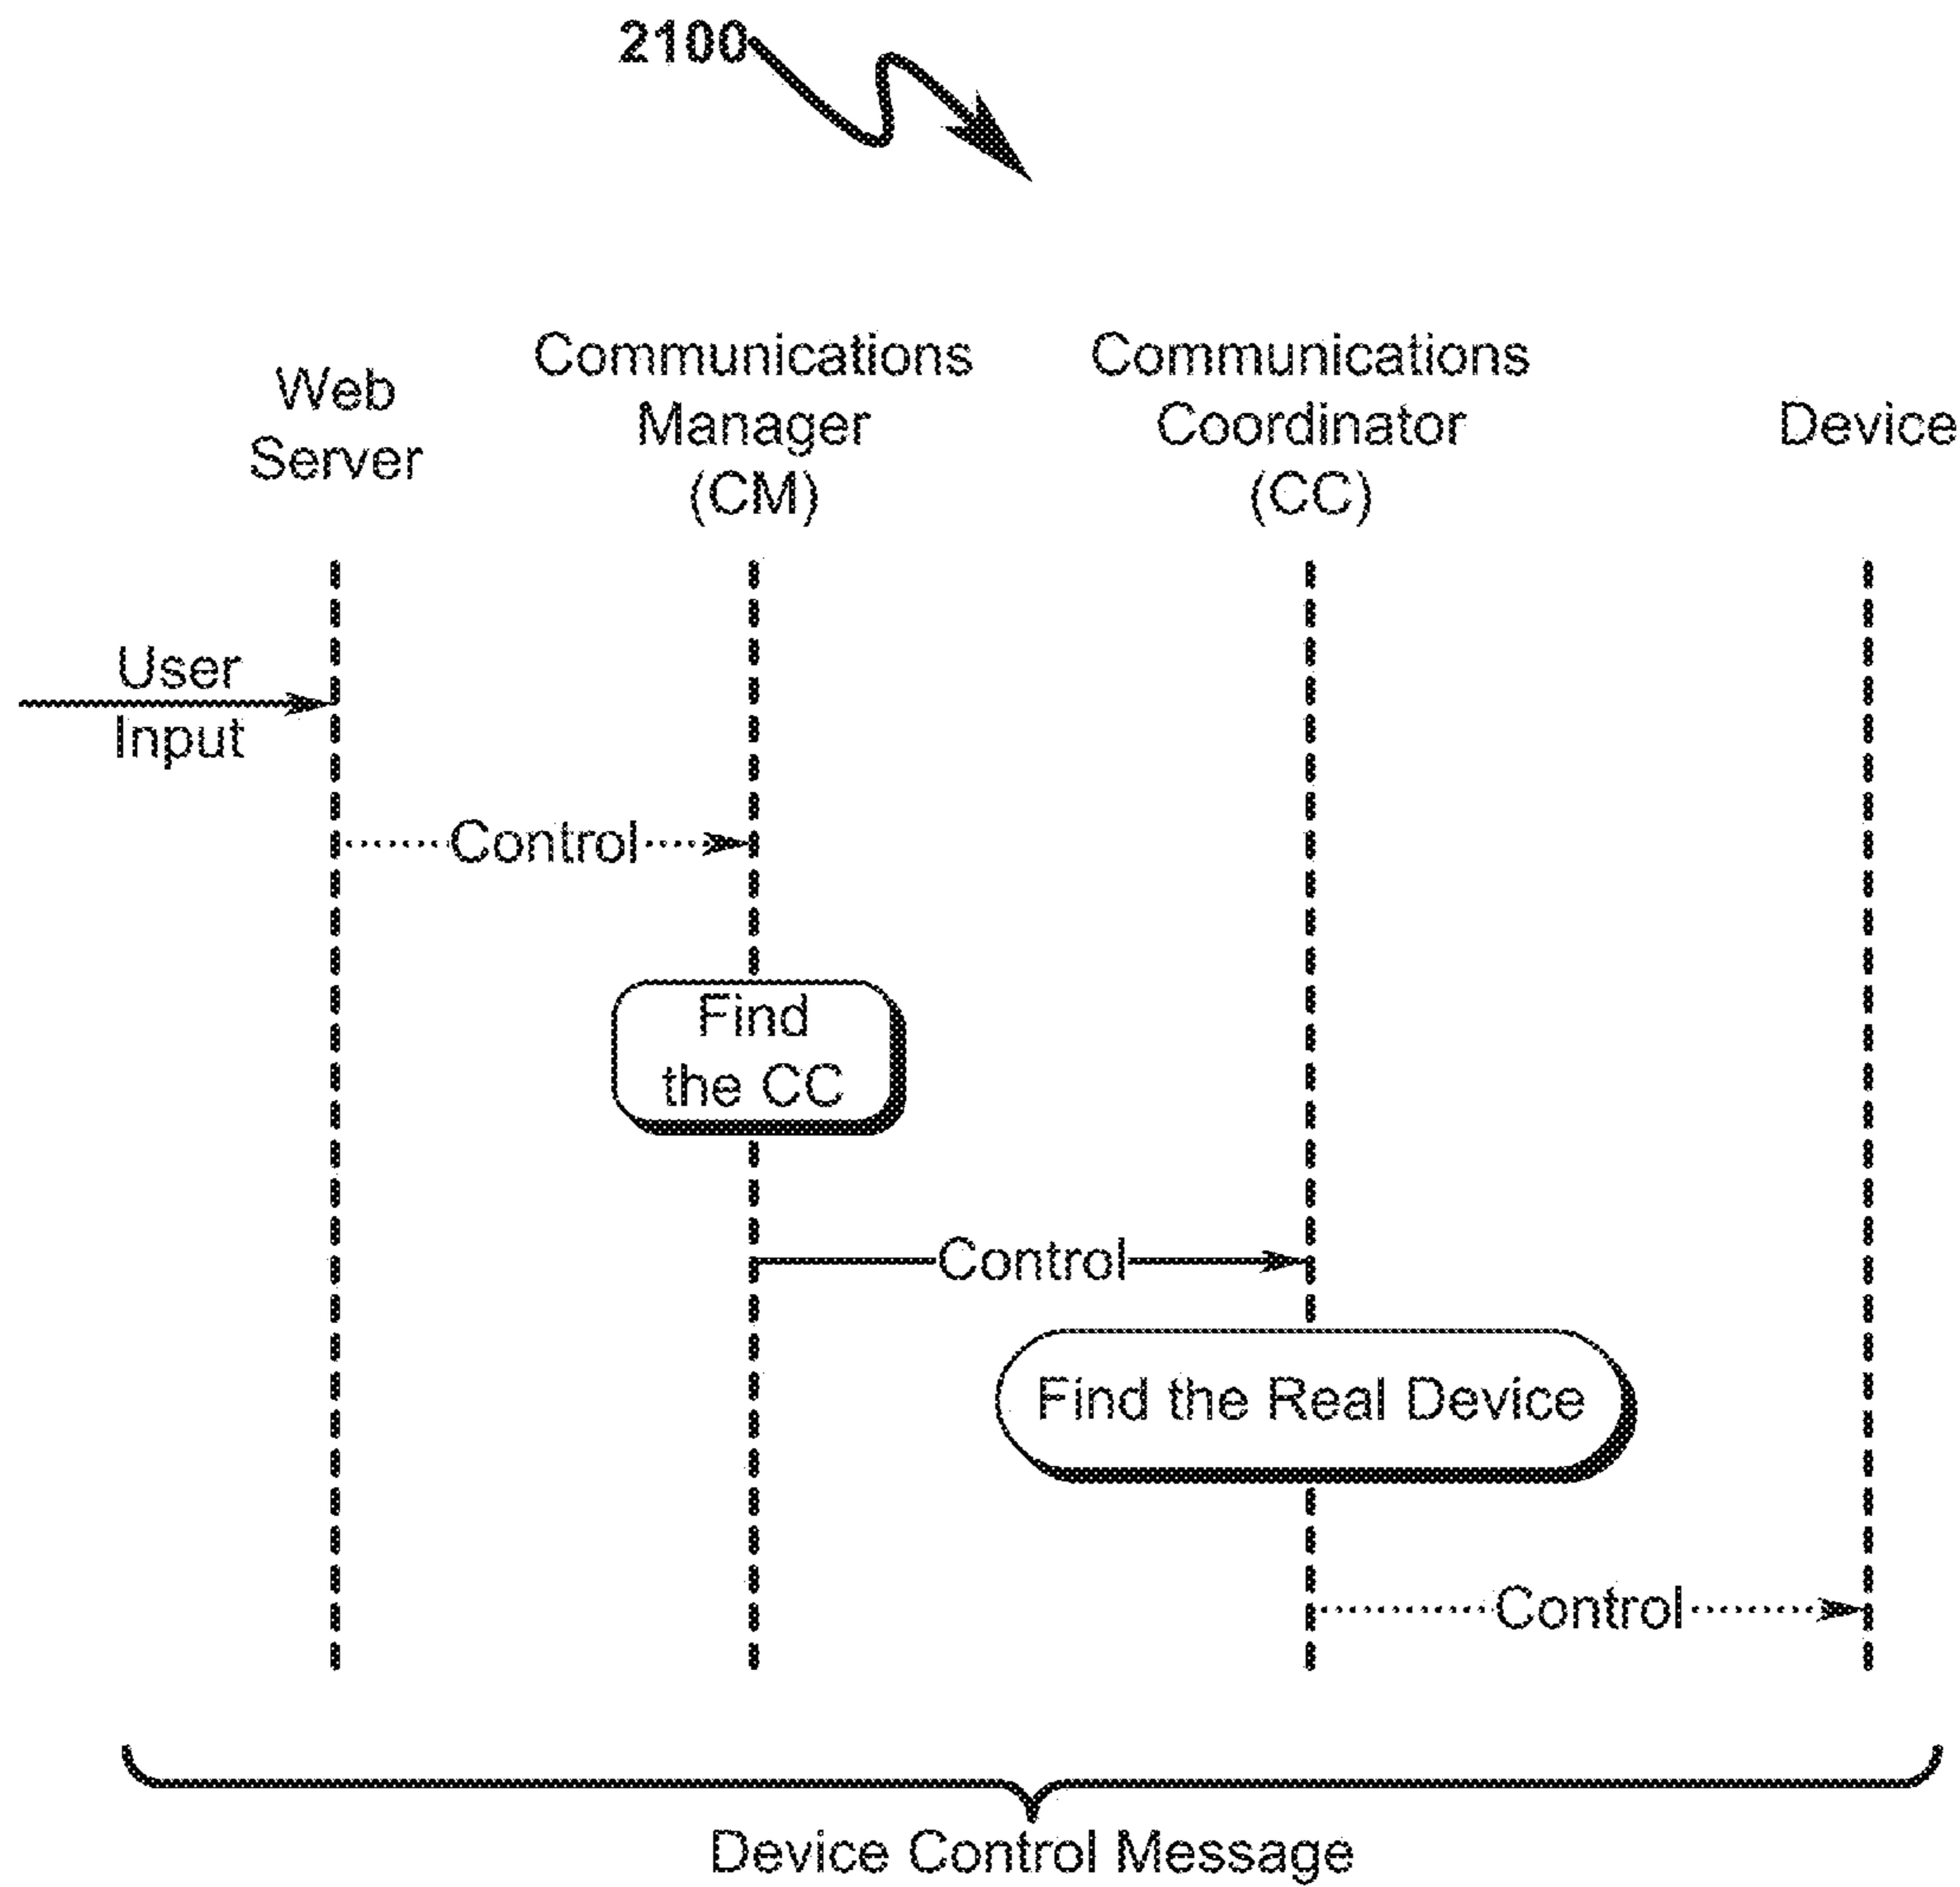 2100
Web
Server
Communications
Manager
(CM)
Communications
Coordinator
(CC)
Device
User
Input
Control
Find
the CC
Control
Find the Real Device
Control
Device Control Message